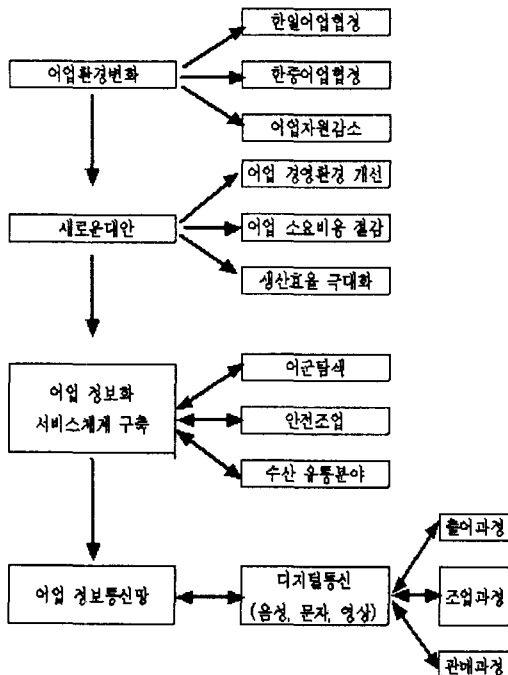 한일어업협정
어업환경변화
한중어업협정
어업자원감소
어업 경영환경 개선
새로운대안
어업 소요비용 절감
생산효율 극대화
어군탐색
어업 정보화
서비스체계 구축
안전조업
수산 유통분야
출어과정
어업 정보통신망
디지털통신
(음성, 문자, 영상)
조업과정
판매과정